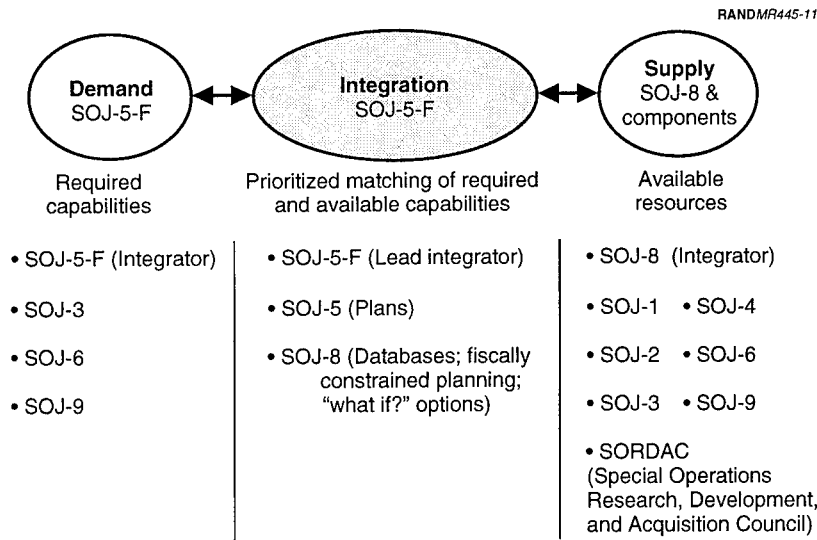 RANDMR445-11
Demand
SOJ-5-F
Integration
SOJ-5-F
Supply
SOJ-8 &
components
Required
capabilities
Prioritized matching of required
and available capabilities
Available
resources
• SOJ-5-F (Integrator)
• SOJ-3
• SOJ-6
• SOJ-9
• SOJ-5-F (Lead integrator)
• SOJ-5 (Plans)
• SOJ-8 (Databases; fiscally
constrained planning;
“what if?” options)
• SOJ-8 (Integrator)
• SOJ-1 • SOJ-4
• SOJ-2 • SOJ-6
• SOJ-3 • SOJ-9
• SORDAC
(Special Operations
Research, Development,
and Acquisition Council)